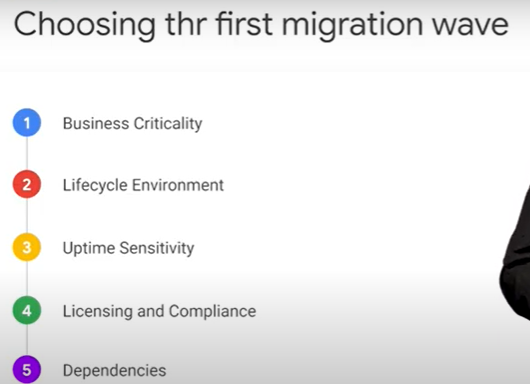 Choosing thr first migration wave
1 Business Criticality
2 Lifecycle Environment
3 Uptime Sensitivity
4 Licensing and Compliance
5 Dependencies